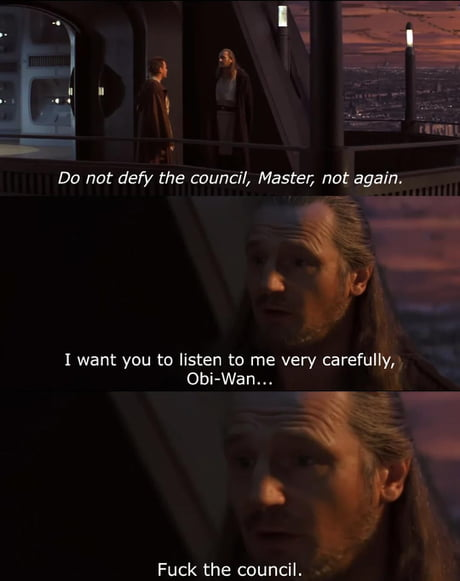 Do not defy the council, Master, not again.
I want you to listen to me very carefully,
Obi-Wan...
Fuck the council.